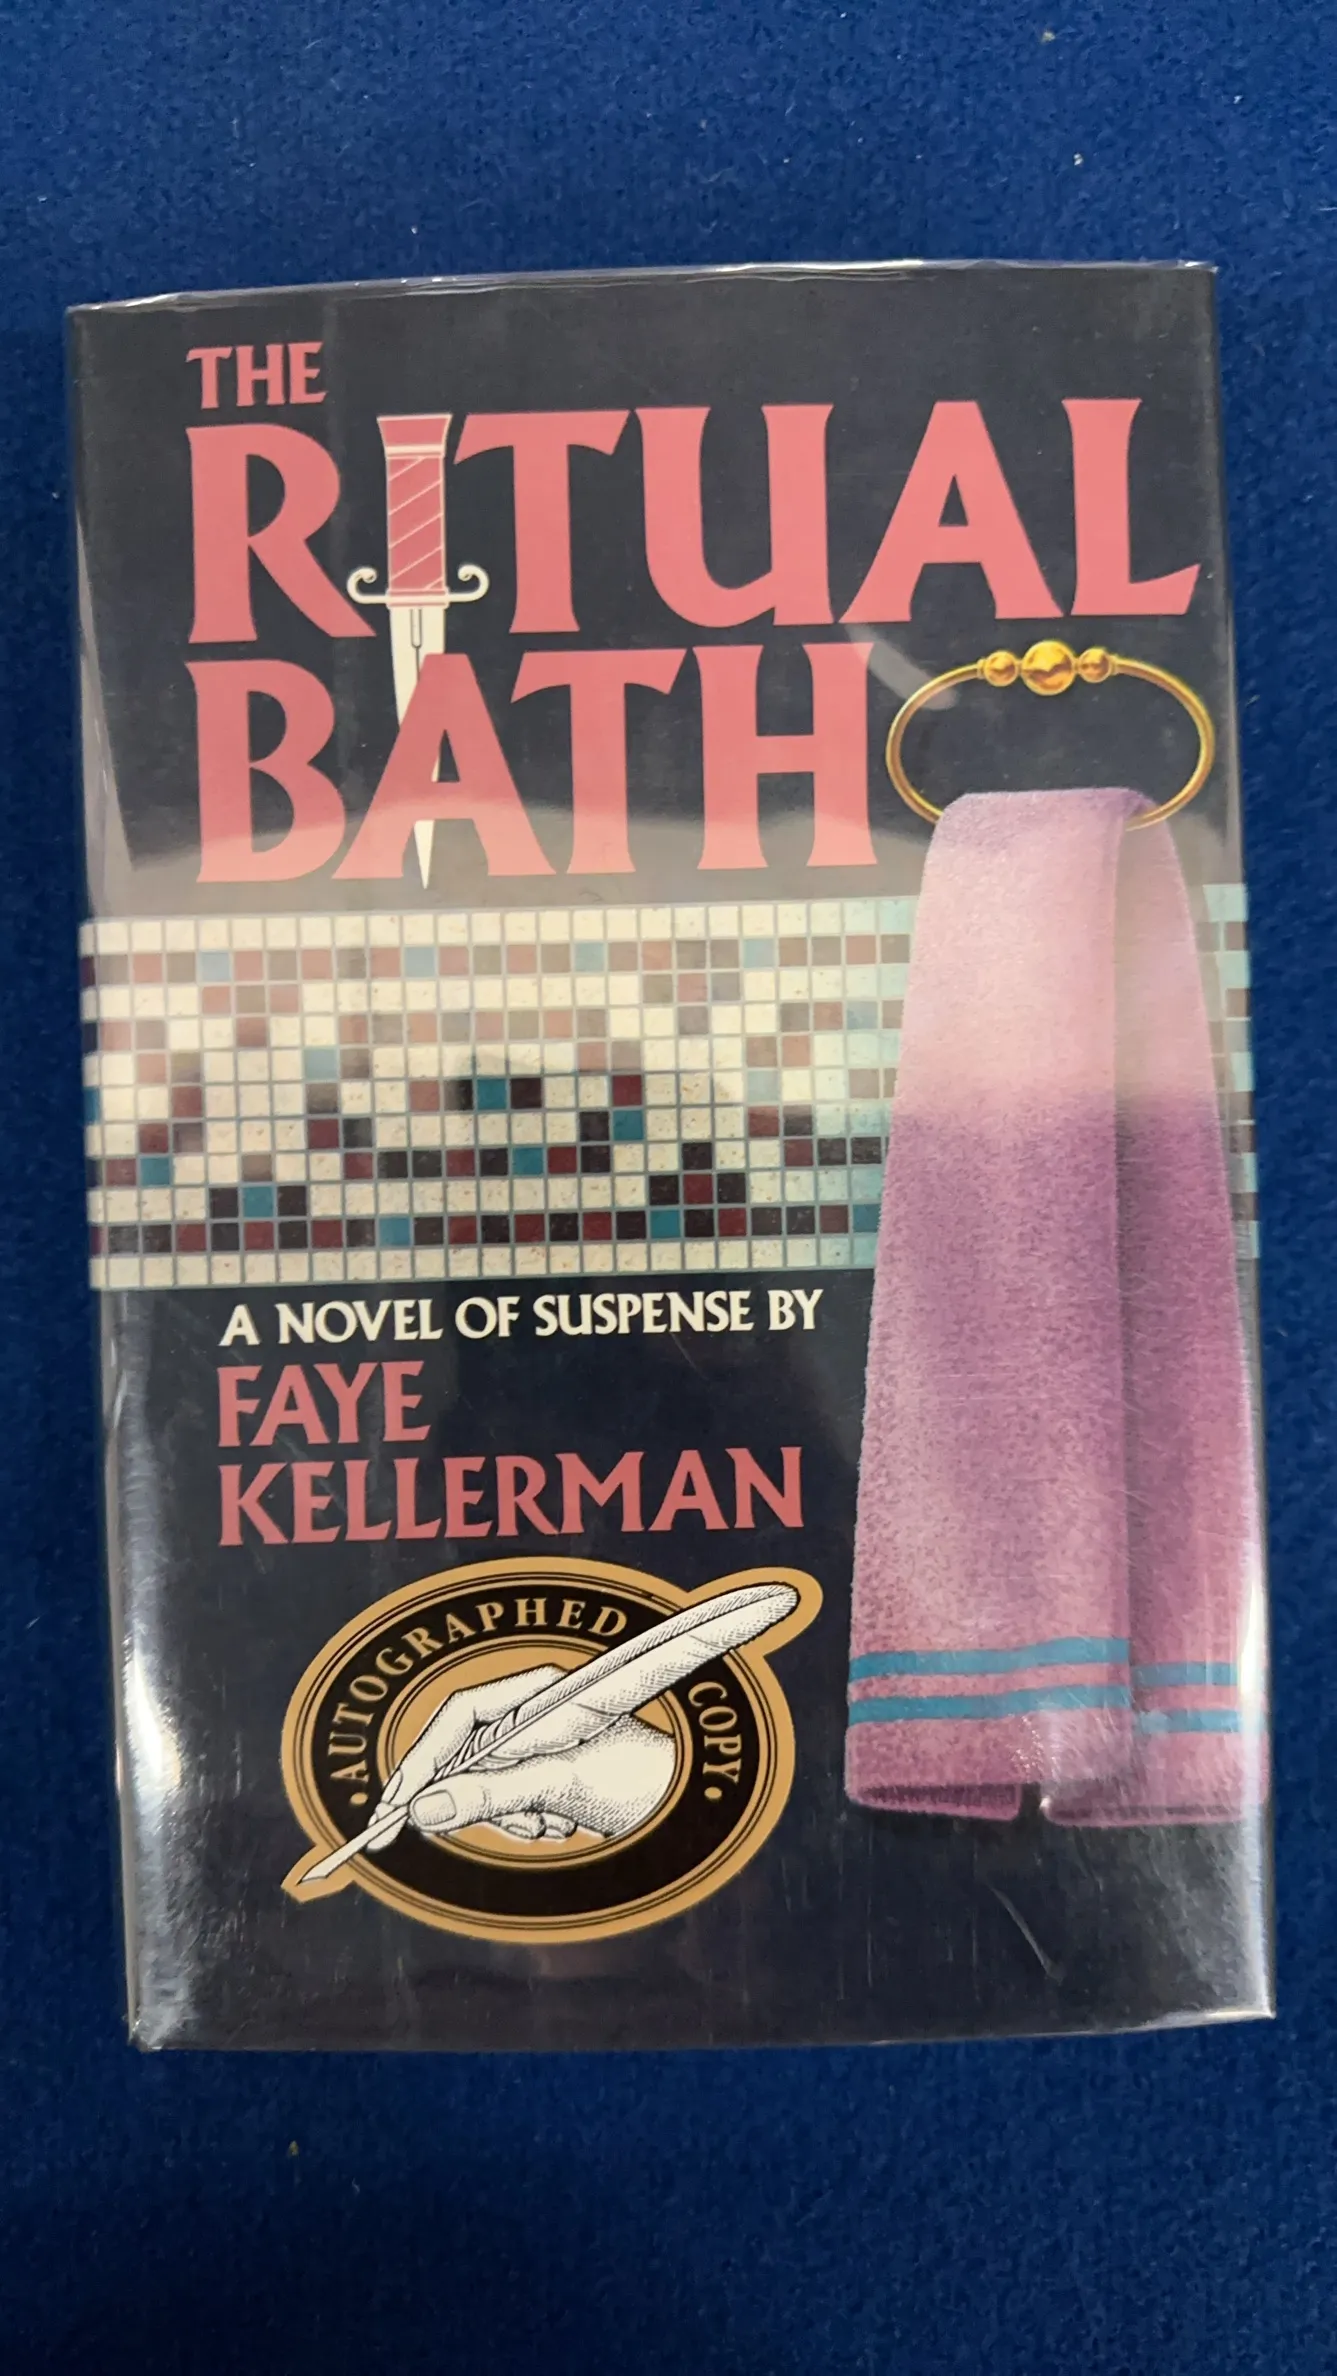 THE
RITUAL
BATH
A NOVEL OF SUSPENSE BY
FAYE
KELLERMAN
• AUTOGRAPHED COPY •